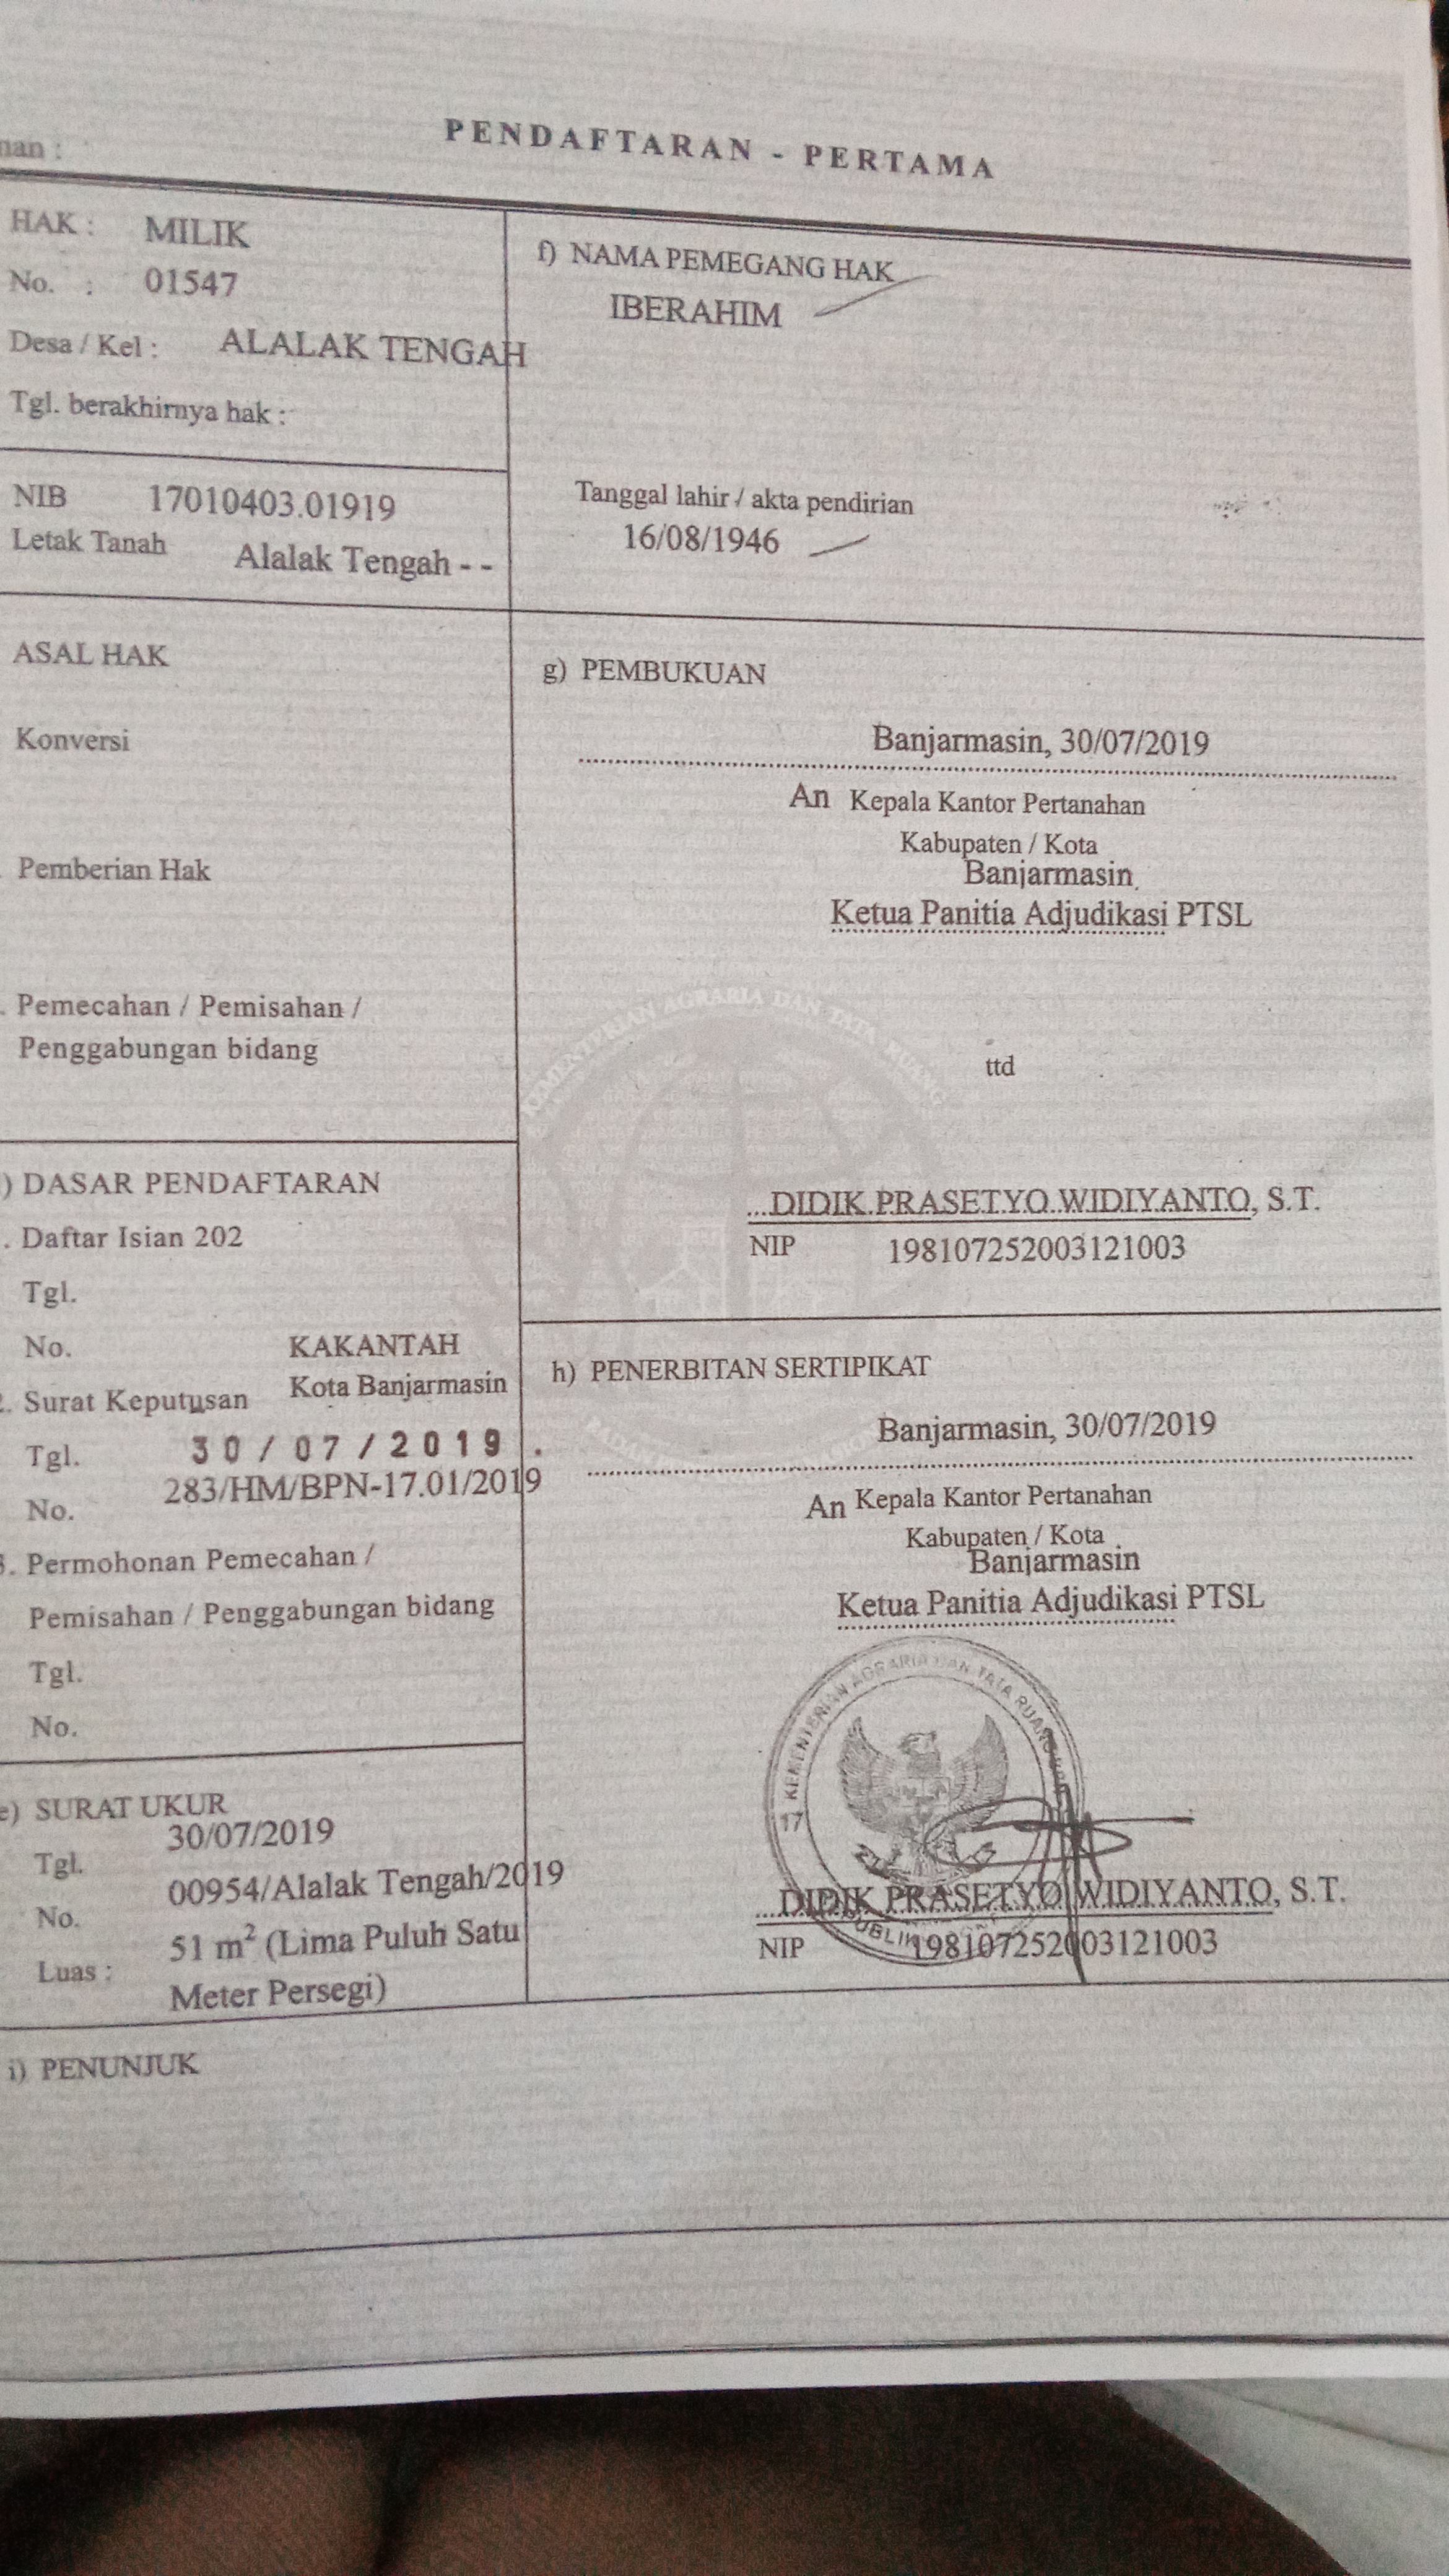 PENDAFTARAN - PERTAMA
HAK : MILIK
No. : 01547
Desa / Kel : ALALAK TENGAH
Tgl. berakhirnya hak :
NIB 17010403.01919
Letak Tanah Alalak Tengah - -
f) NAMA PEMEGANG HAK
IBERAHIM
Tanggal lahir / akta pendirian
16/08/1946
ASAL HAK
Konversi
Pemberian Hak
Pemecahan / Pemisahan /
Penggabungan bidang
g) PEMBUKUAN
Banjarmasin, 30/07/2019
An Kepala Kantor Pertanahan
Kabupaten / Kota
Banjarmasin
Ketua Panitia Adjudikasi PTSL
ttd
DIDIK PRASETYO WIDIYANTO, S.T.
NIP 198107252003121003
) DASAR PENDAFTARAN
. Daftar Isian 202
Tgl.
No.
KAKANTAH
2. Surat Keputusan Kota Banjarmasin
Tgl. 30/07/2019.
No. 283/HM/BPN-17.01/2019
3. Permohonan Pemecahan /
Pemisahan / Penggabungan bidang
Tgl.
No.
e) SURAT UKUR
Tgl. 30/07/2019
No. 00954/Alalak Tengah/2019
Luas : 51 m² (Lima Puluh Satu
Meter Persegi)
h) PENERBITAN SERTIPIKAT
Banjarmasin, 30/07/2019
An Kepala Kantor Pertanahan
Kabupaten / Kota
Banjarmasin
Ketua Panitia Adjudikasi PTSL
KEMENTERIAN AGRARIA DAN TATA RUANG
17
DIDIK PRASETYO WIDIYANTO, S.T.
NIP 198107252003121003
i) PENUNJUK
KEMENTERIAN AGRARIA DAN TATA RUANG